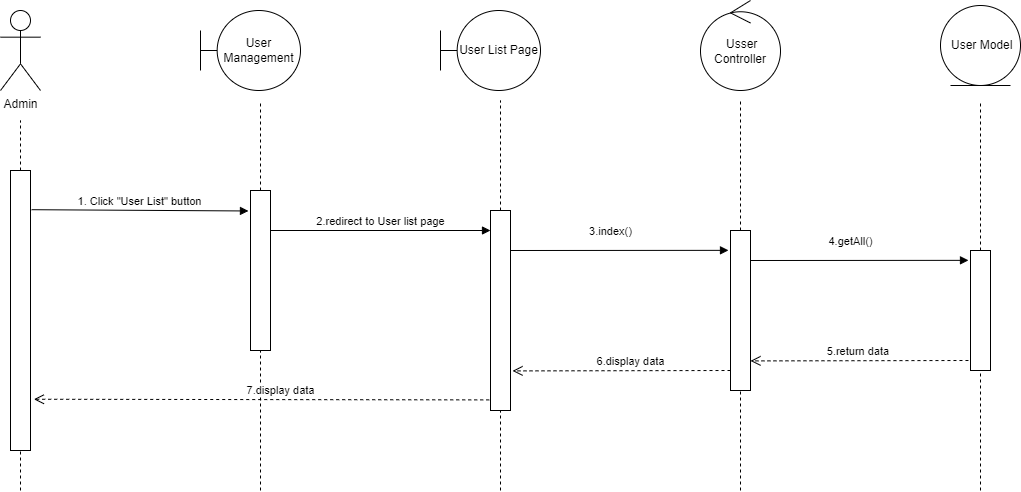 Admin
User
Management
User List Page
Usser
Controller
User Model
1. Click "User List" button
2.redirect to User list page
3.index()
4.getAll()
5.return data
6.display data
7.display data